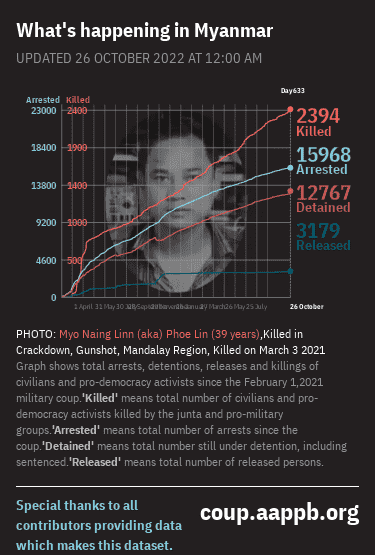 What's happening in Myanmar
UPDATED 26 OCTOBER 2022 AT 12:00 AM
Day633
Arrested Killed
23000 2400
2394
Killed
18400 1900
15968
Arrested
13800 1400
12767
Detained
9200 1000
3179
Released
4600 500
0
1 April 31 May 25 July 26 October
PHOTO: Myo Naing Linn (aka) Phoe Lin (39 years),Killed in
Crackdown, Gunshot, Mandalay Region, Killed on March 3 2021
Graph shows total arrests, detentions, releases and killings of
civilians and pro-democracy activists since the February 1,2021
military coup.'Killed' means total number of civilians and pro-
democracy activists killed by the junta and pro-military
groups.'Arrested' means total number of arrests since the
coup.'Detained' means total number still under detention, including
sentenced.'Released' means total number of released persons.
Special thanks to all
contributors providing data
which makes this dataset.
coup.aappb.org